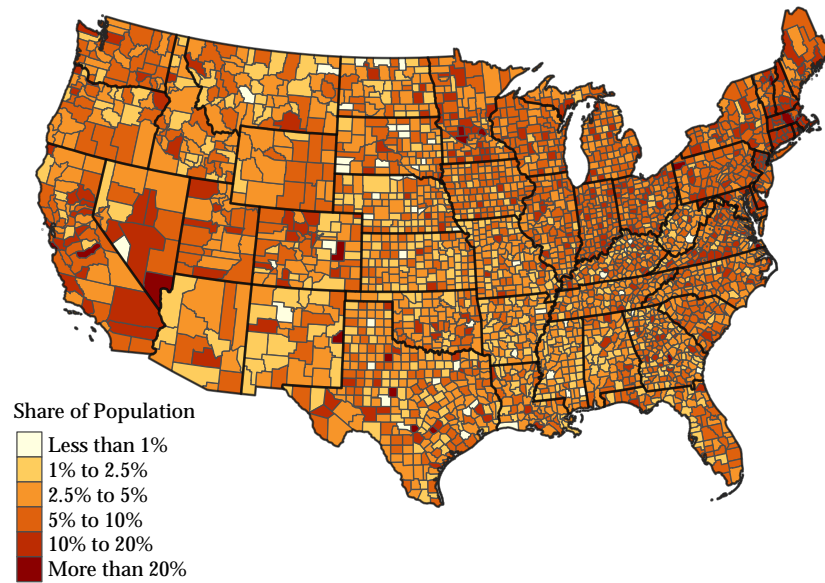 Share of Population
Less than 1%
1% to 2.5%
2.5% to 5%
5% to 10%
10% to 20%
More than 20%